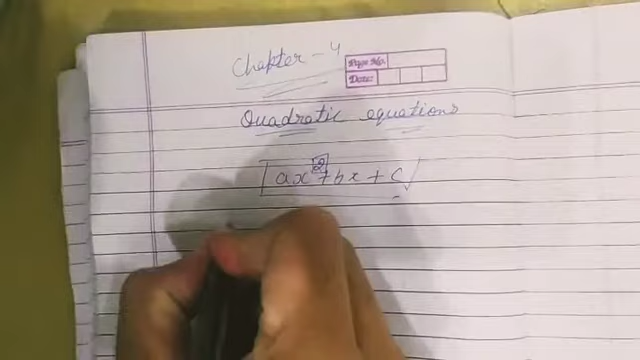 Chapter - 4
Page No.
Date:
Quadratic equations
ax²+bx+c